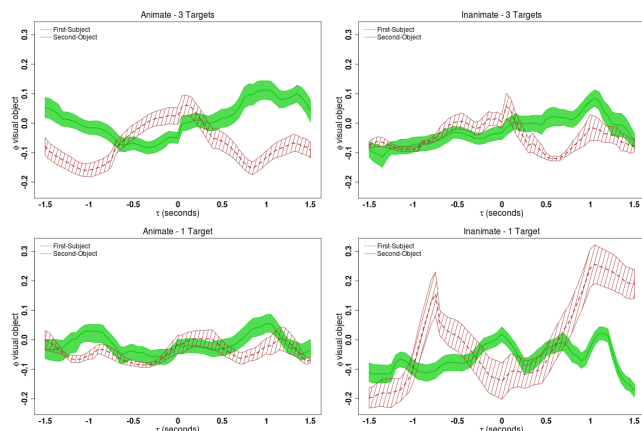 Animate - 3 Targets
First-Subject
Second-Object
ϕ visual object
0.3
0.2
0.1
0.0
-0.1
-0.2
-1.5 -1 -0.5 0 0.5 1 1.5
τ (seconds)
Inanimate - 3 Targets
First-Subject
Second-Object
ϕ visual object
0.3
0.2
0.1
0.0
-0.1
-0.2
-1.5 -1 -0.5 0 0.5 1 1.5
τ (seconds)
Animate - 1 Target
First-Subject
Second-Object
ϕ visual object
0.3
0.2
0.1
0.0
-0.1
-0.2
-1.5 -1 -0.5 0 0.5 1 1.5
τ (seconds)
Inanimate - 1 Target
First-Subject
Second-Object
ϕ visual object
0.3
0.2
0.1
0.0
-0.1
-0.2
-1.5 -1 -0.5 0 0.5 1 1.5
τ (seconds)